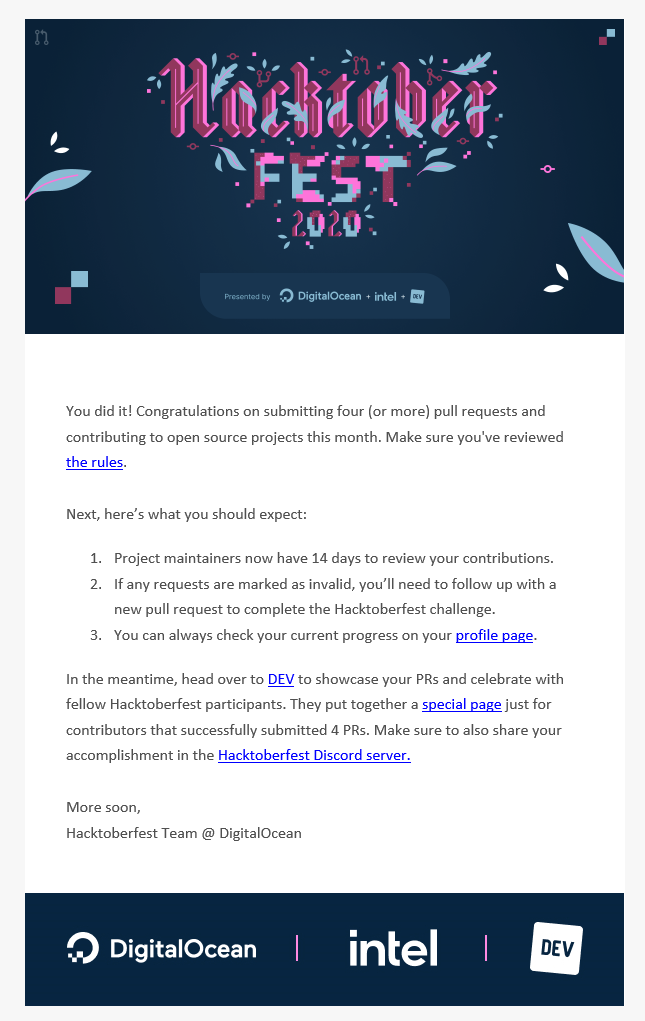 Hacktober
FEST
2020
Presented by DigitalOcean + intel + DEV
You did it! Congratulations on submitting four (or more) pull requests and
contributing to open source projects this month. Make sure you've reviewed
the rules.
Next, here’s what you should expect:
1. Project maintainers now have 14 days to review your contributions.
2. If any requests are marked as invalid, you’ll need to follow up with a
new pull request to complete the Hacktoberfest challenge.
3. You can always check your current progress on your profile page.
In the meantime, head over to DEV to showcase your PRs and celebrate with
fellow Hacktoberfest participants. They put together a special page just for
contributors that successfully submitted 4 PRs. Make sure to also share your
accomplishment in the Hacktoberfest Discord server.
More soon,
Hacktoberfest Team @ DigitalOcean
DigitalOcean | intel | DEV